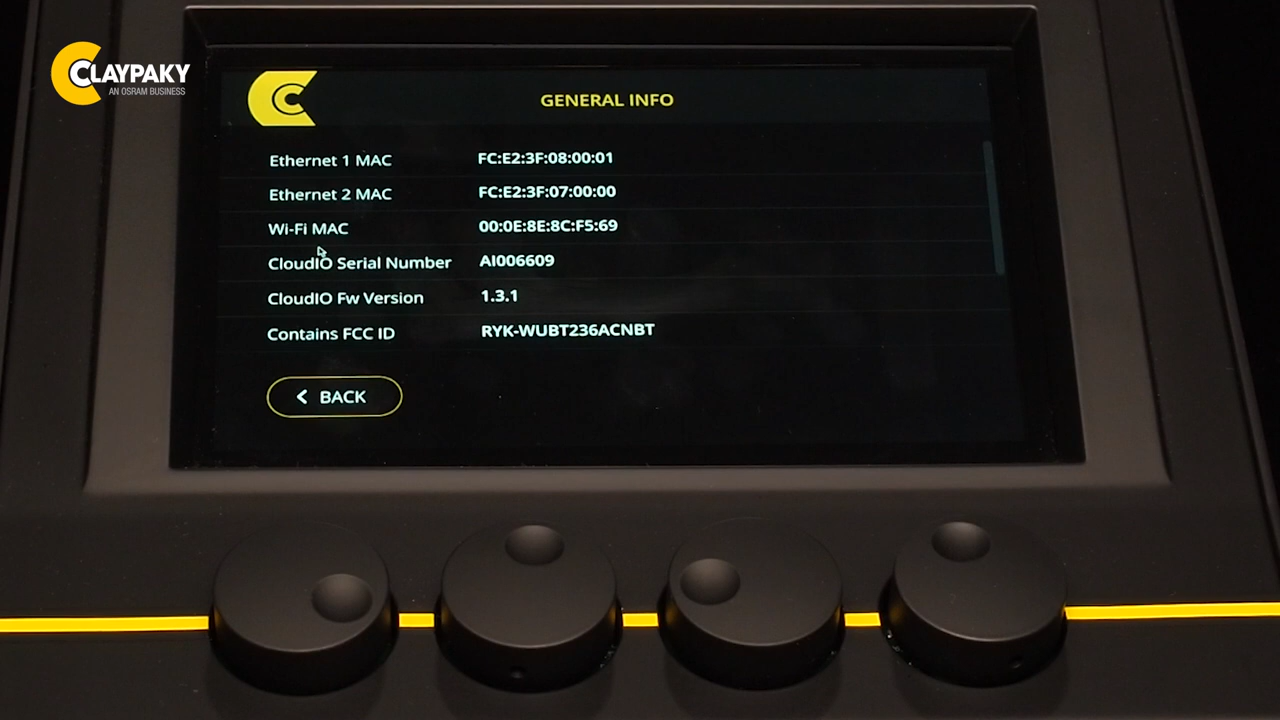 CLAYPAKY
AN OSRAM BUSINESS
GENERAL INFO
Ethernet 1 MAC FC:E2:3F:08:00:01
Ethernet 2 MAC FC:E2:3F:07:00:00
Wi-Fi MAC 00:0E:8E:8C:F5:69
CloudIO Serial Number AI006609
CloudIO Fw Version 1.3.1
Contains FCC ID RYK-WUBT236ACNBT
< BACK